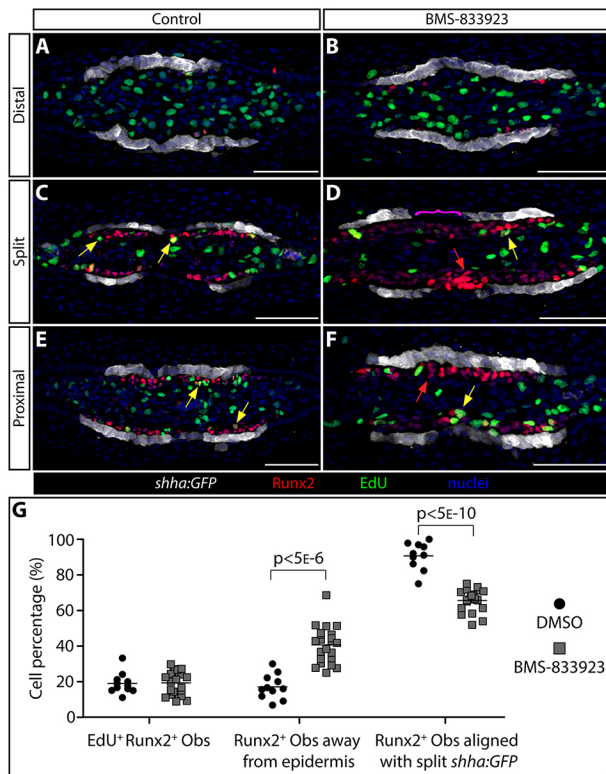 Control
BMS-833923
Distal
A
B
Split
C
D
Proximal
E
F
shha:GFP Runx2 EdU nuclei
G
Cell percentage (%)
100
80
60
40
20
0
p<5E-6
p<5E-10
DMSO
BMS-833923
EdU⁺ Runx2⁺ Obs
Runx2⁺ Obs away
from epidermis
Runx2⁺ Obs aligned
with split shha:GFP